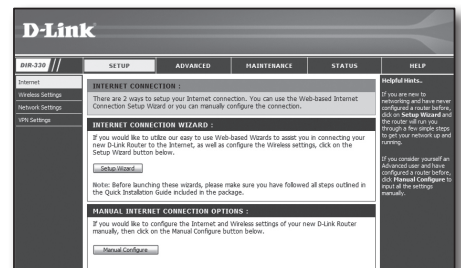 D-Link
DIR-330
SETUP
ADVANCED
MAINTENANCE
STATUS
HELP
Internet
Wireless Settings
Network Settings
VPN Settings
INTERNET CONNECTION :
There are 2 ways to setup your Internet connection. You can use the Web-based Internet
Connection Setup Wizard or you can manually configure the connection.
INTERNET CONNECTION WIZARD :
If you would like to utilize our easy to use Web-based Wizards to assist you in connecting your
new D-Link Router to the Internet, as well as configure the Wireless settings, click on the
Setup Wizard button below.
Setup Wizard
Note: Before launching these wizards, please make sure you have followed all steps outlined in
the Quick Installation Guide included in the package.
MANUAL INTERNET CONNECTION OPTIONS :
If you would like to configure the Internet and Wireless settings of your new D-Link Router
manually, then click on the Manual Configure button below.
Manual Configure
Helpful Hints..
If you are new to
networking and have never
configured a router before,
click on Setup Wizard and
the router will run you
through a few simple steps
to get your network up and
running.
If you consider yourself an
Advanced user and have
configured a router before,
click Manual Configure to
input all the settings
manually.